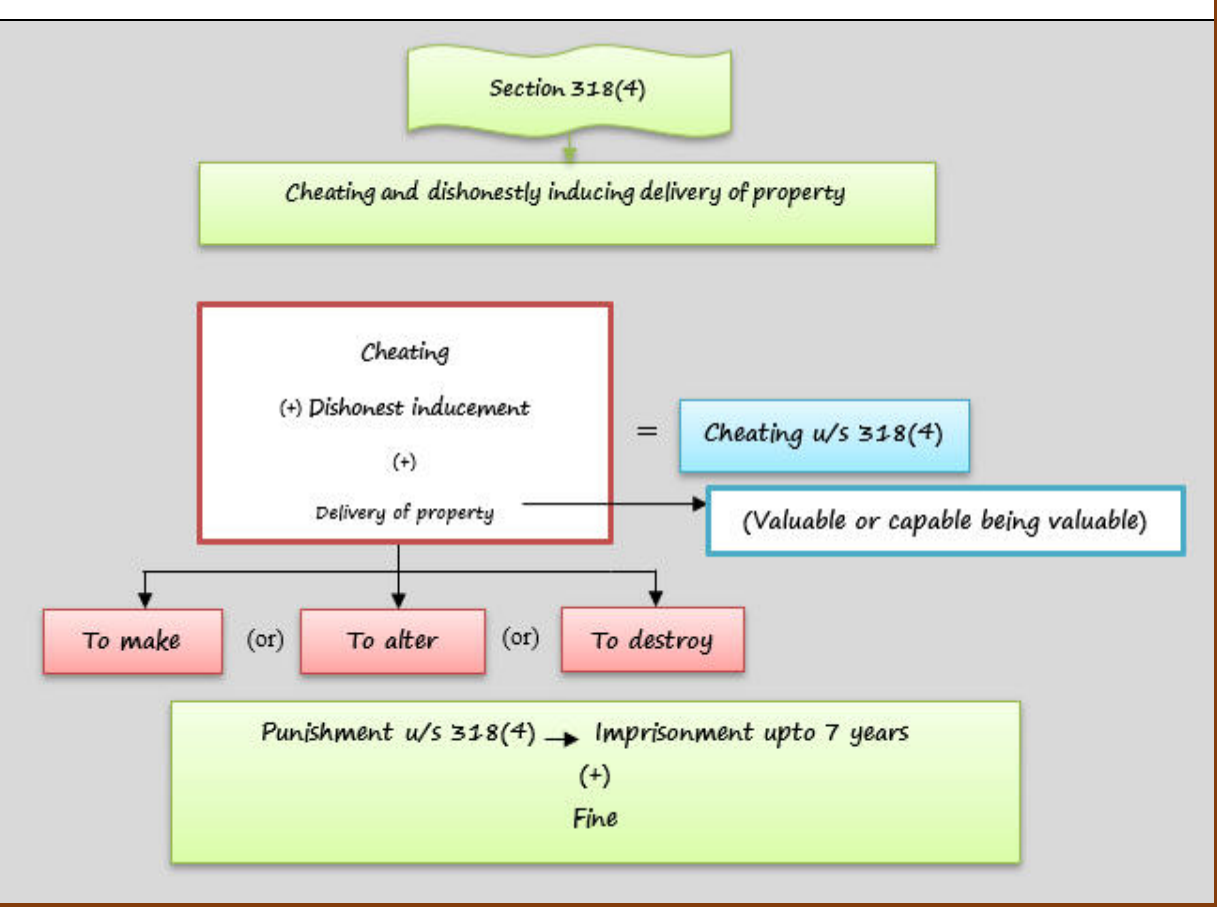 Section 318(4)
Cheating and dishonestly inducing delivery of property
Cheating
(+) Dishonest inducement
(+)
Delivery of property
=
Cheating u/s 318(4)
(Valuable or capable being valuable)
To make (or) To alter (or) To destroy
Punishment u/s 318(4) → Imprisonment upto 7 years
(+)
Fine